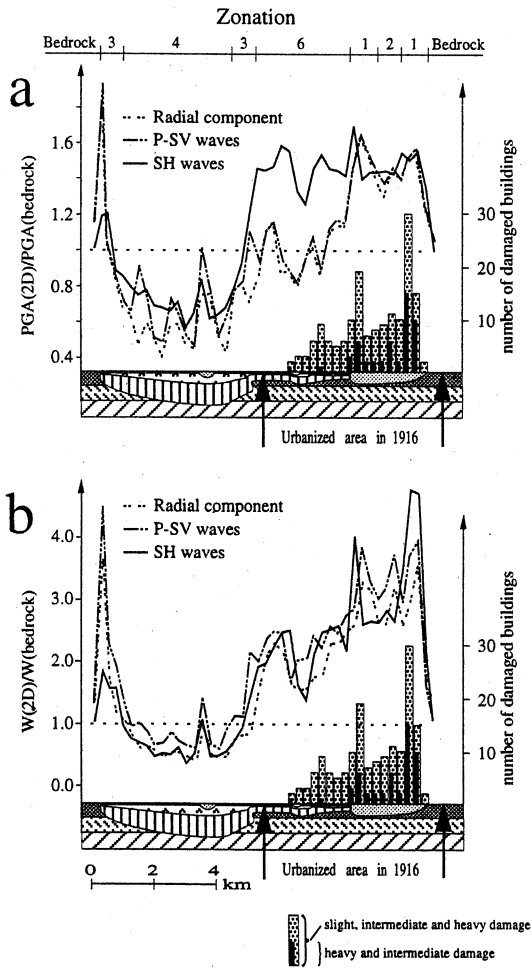 Zonation
Bedrock 3 4 3 6 1 2 1 Bedrock
a
Radial component
P-SV waves
SH waves
PGA(2D)/PGA(bedrock)
1.6
1.2
0.8
0.4
number of damaged buildings
30
20
10
Urbanized area in 1916
b
Radial component
P-SV waves
SH waves
W(2D)/W(bedrock)
4.0
3.0
2.0
1.0
0.0
number of damaged buildings
30
20
10
Urbanized area in 1916
0 2 4 km
slight, intermediate and heavy damage
heavy and intermediate damage